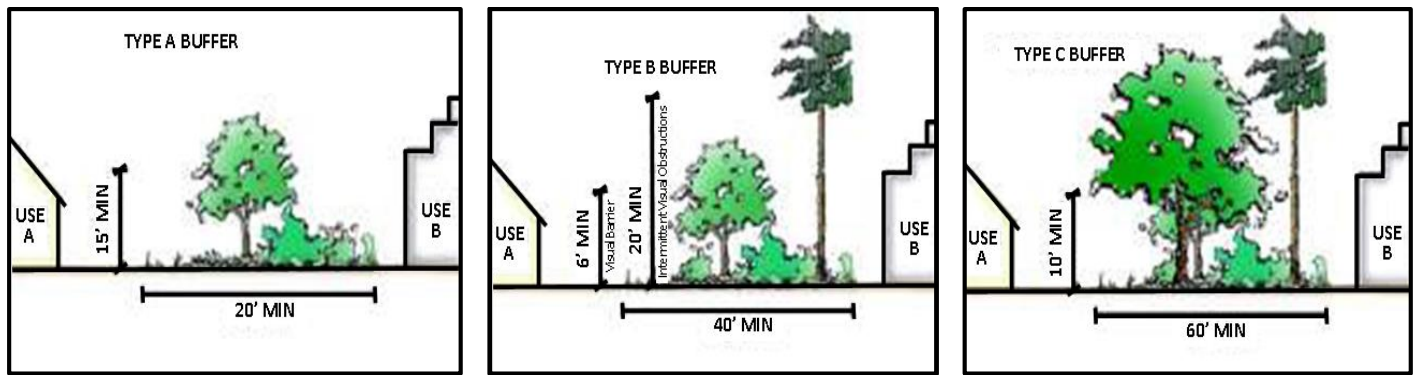 TYPE A BUFFER
USE
A
15' MIN
USE
B
20' MIN
TYPE B BUFFER
USE
A
6' MIN
Visual Barrier
20' MIN
Intermittent Visual Obstructions
USE
B
40' MIN
TYPE C BUFFER
USE
A
10' MIN
USE
B
60' MIN